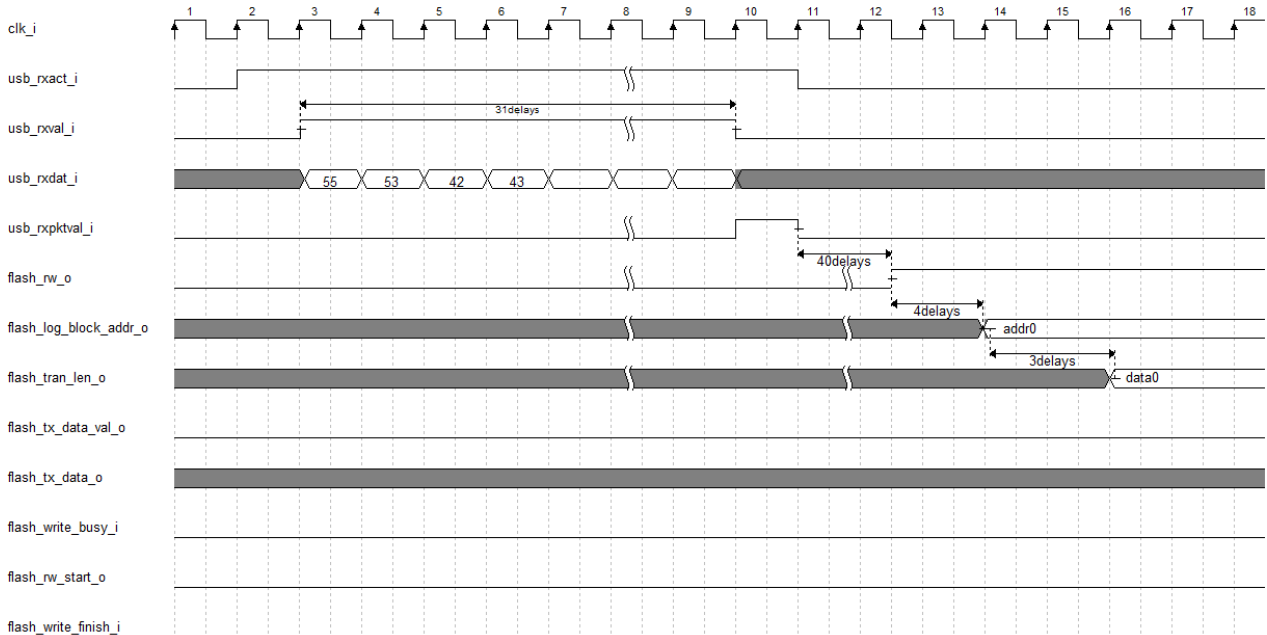 1 2 3 4 5 6 7 8 9 10 11 12 13 14 15 16 17 18
clk_i
usb_rxact_i
31delays
usb_rxval_i
usb_rxdat_i 55 53 42 43
usb_rxpktval_i
40delays
flash_rw_o
4delays
flash_log_block_addr_o addr0
3delays
flash_tran_len_o data0
flash_tx_data_val_o
flash_tx_data_o
flash_write_busy_i
flash_rw_start_o
flash_write_finish_i